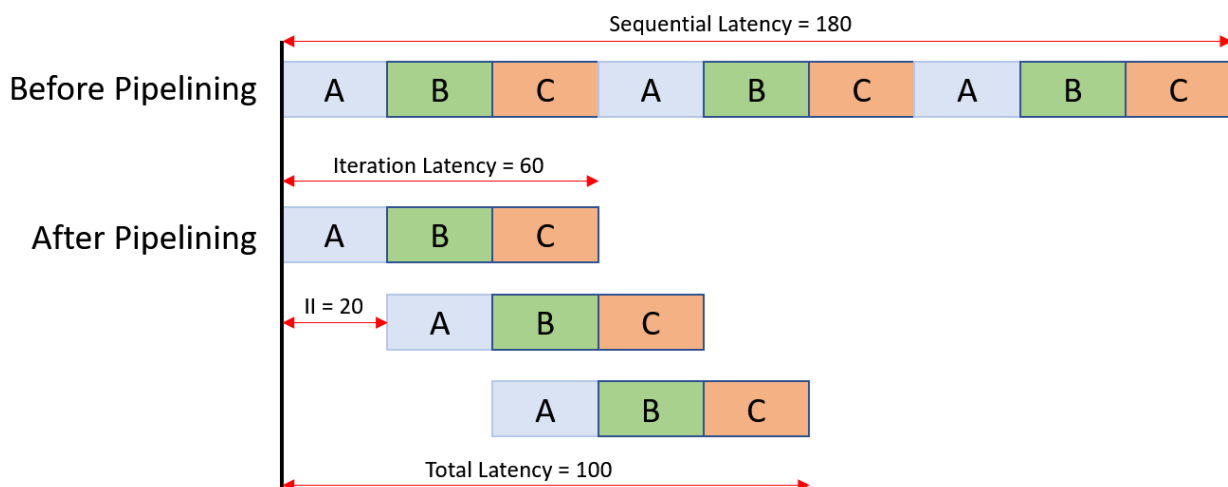 Sequential Latency = 180
Before Pipelining A B C A B C A B C
Iteration Latency = 60
After Pipelining A B C
II = 20 A B C
A B C
Total Latency = 100